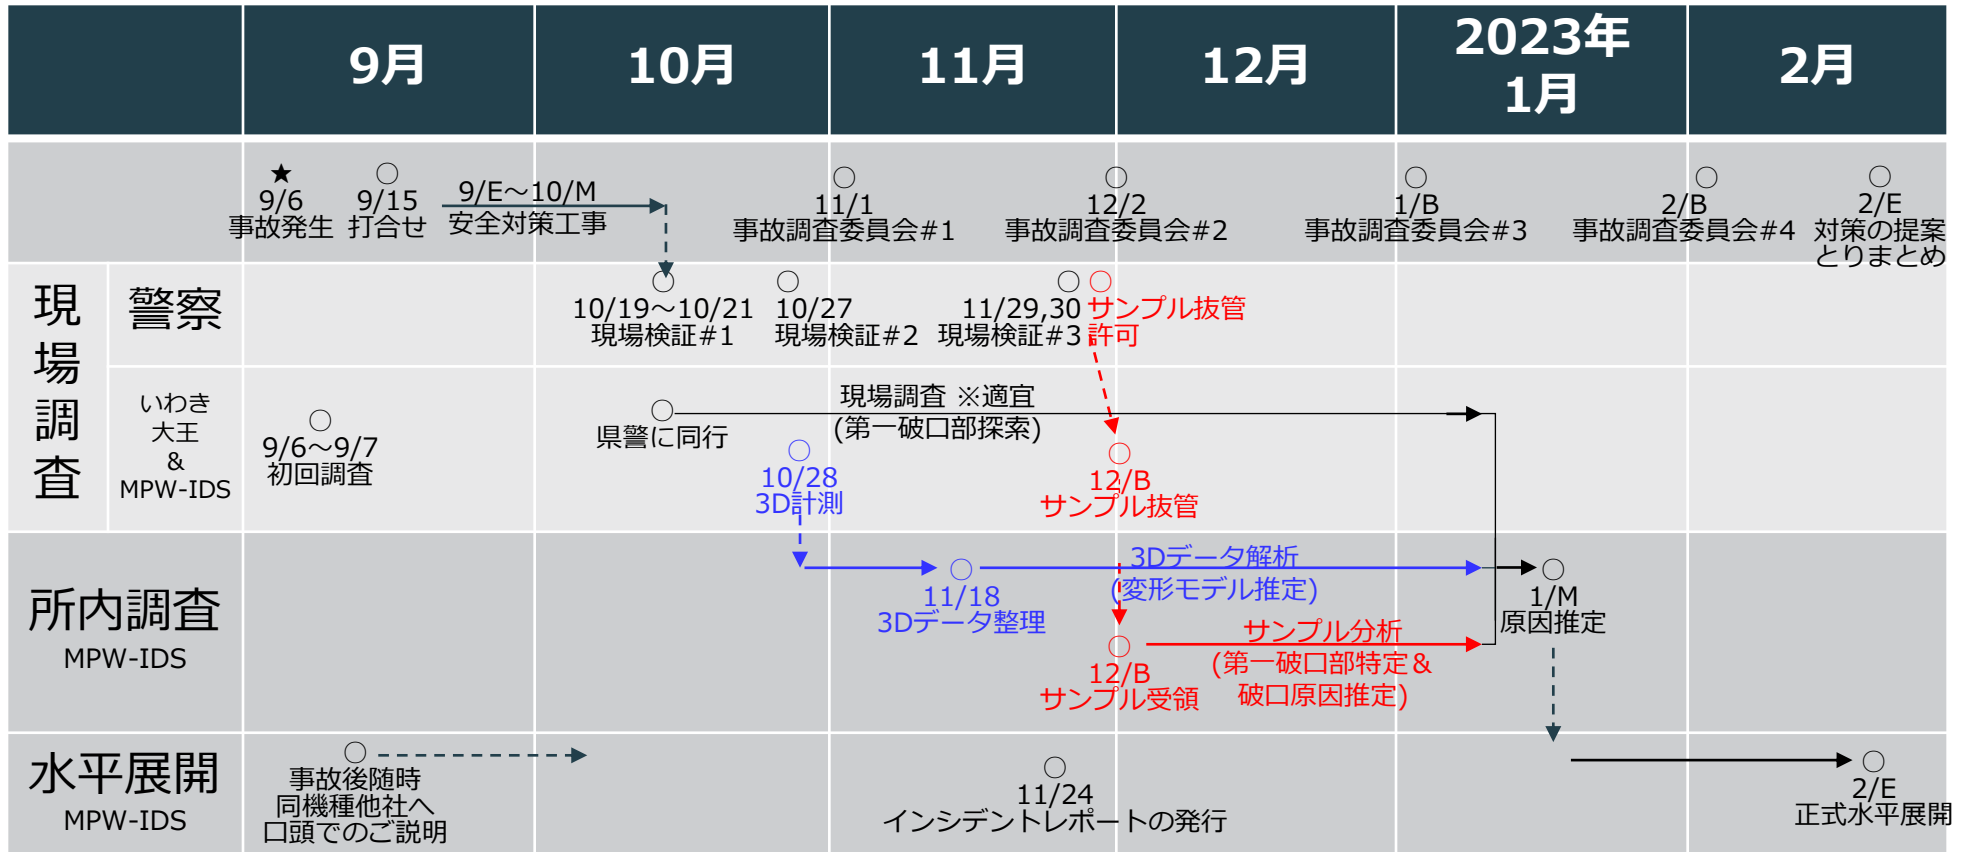 9月
10月
11月
12月
2023年
1月
2月
★
9/6
事故発生
○
9/15
打合せ
9/E～10/M
安全対策工事
○
11/1
事故調査委員会#1
○
12/2
事故調査委員会#2
○
1/B
事故調査委員会#3
○
2/B
事故調査委員会#4
○
2/E
対策の提案
とりまとめ
現場調査
警察
○
10/19～10/21
現場検証#1
○
10/27
現場検証#2
○
11/29,30
現場検証#3
○
サンプル抜管
許可
いわき
大王
&
MPW-IDS
○
9/6～9/7
初回調査
○
県警に同行
現場調査 ※適宜
(第一破口部探索)
○
10/28
3D計測
○
12/B
サンプル抜管
所内調査
MPW-IDS
○
11/18
3Dデータ整理
3Dデータ解析
(変形モデル推定)
○
12/B
サンプル受領
サンプル分析
(第一破口部特定＆
破口原因推定)
○
1/M
原因推定
水平展開
MPW-IDS
○
事故後随時
同機種他社へ
口頭でのご説明
○
11/24
インシデントレポートの発行
○
2/E
正式水平展開